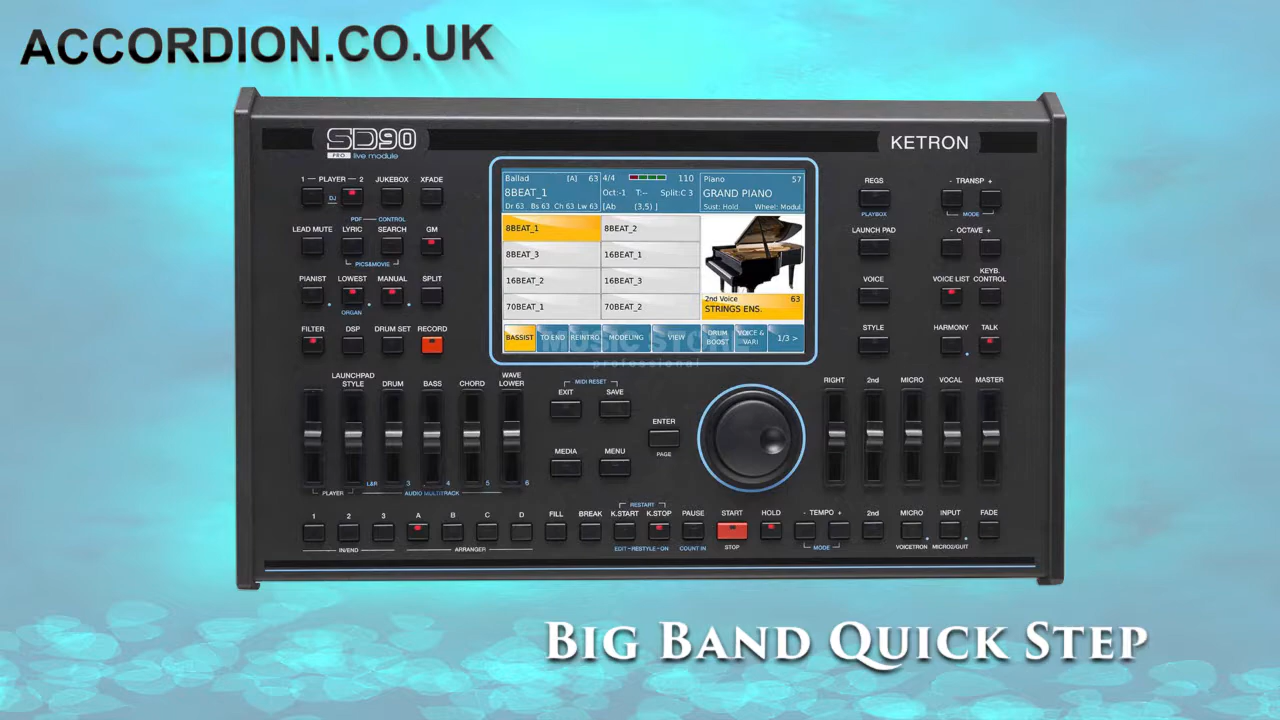 ACCORDION.CO.UK
SD90
PRO live module
KETRON
1 — PLAYER — 2 JUKEBOX XFADE
DJ
PDF — CONTROL
LEAD MUTE LYRIC SEARCH GM
PICS&MOVIE
PIANIST LOWEST MANUAL SPLIT
ORGAN
FILTER DSP DRUM SET RECORD
Ballad [A] 63 4/4 110 Piano 57
8BEAT_1 Oct:-1 T:-- Split:C 3 GRAND PIANO
Dr 63 Bs 63 Ch 63 Lw 63 [Ab (3,5) ] Sust: Hold Wheel: Modul.
8BEAT_1 8BEAT_2
8BEAT_3 16BEAT_1
16BEAT_2 16BEAT_3
70BEAT_1 70BEAT_2
2nd Voice 63
STRINGS ENS.
BASSIST TO END REINTRO MODELING VIEW DRUM BOOST VOICE & VARI 1/3 >
MUSIC STORE
professional
REGS - TRANSP +
PLAYBOX MODE
LAUNCH PAD - OCTAVE +
VOICE VOICE LIST KEYB. CONTROL
STYLE HARMONY TALK
LAUNCHPAD STYLE DRUM BASS CHORD WAVE LOWER
PLAYER L&R 3 4 5 6
AUDIO MULTITRACK
MIDI RESET
EXIT SAVE
ENTER
PAGE
MEDIA MENU
RIGHT 2nd MICRO VOCAL MASTER
RESTART
1 2 3 A B C D FILL BREAK K.START K.STOP PAUSE START HOLD - TEMPO + 2nd MICRO INPUT FADE
IN/END ARRANGER EDIT-RESTYLE-ON COUNT IN STOP MODE VOICETRON MICRO2/GUIT
Big Band Quick Step